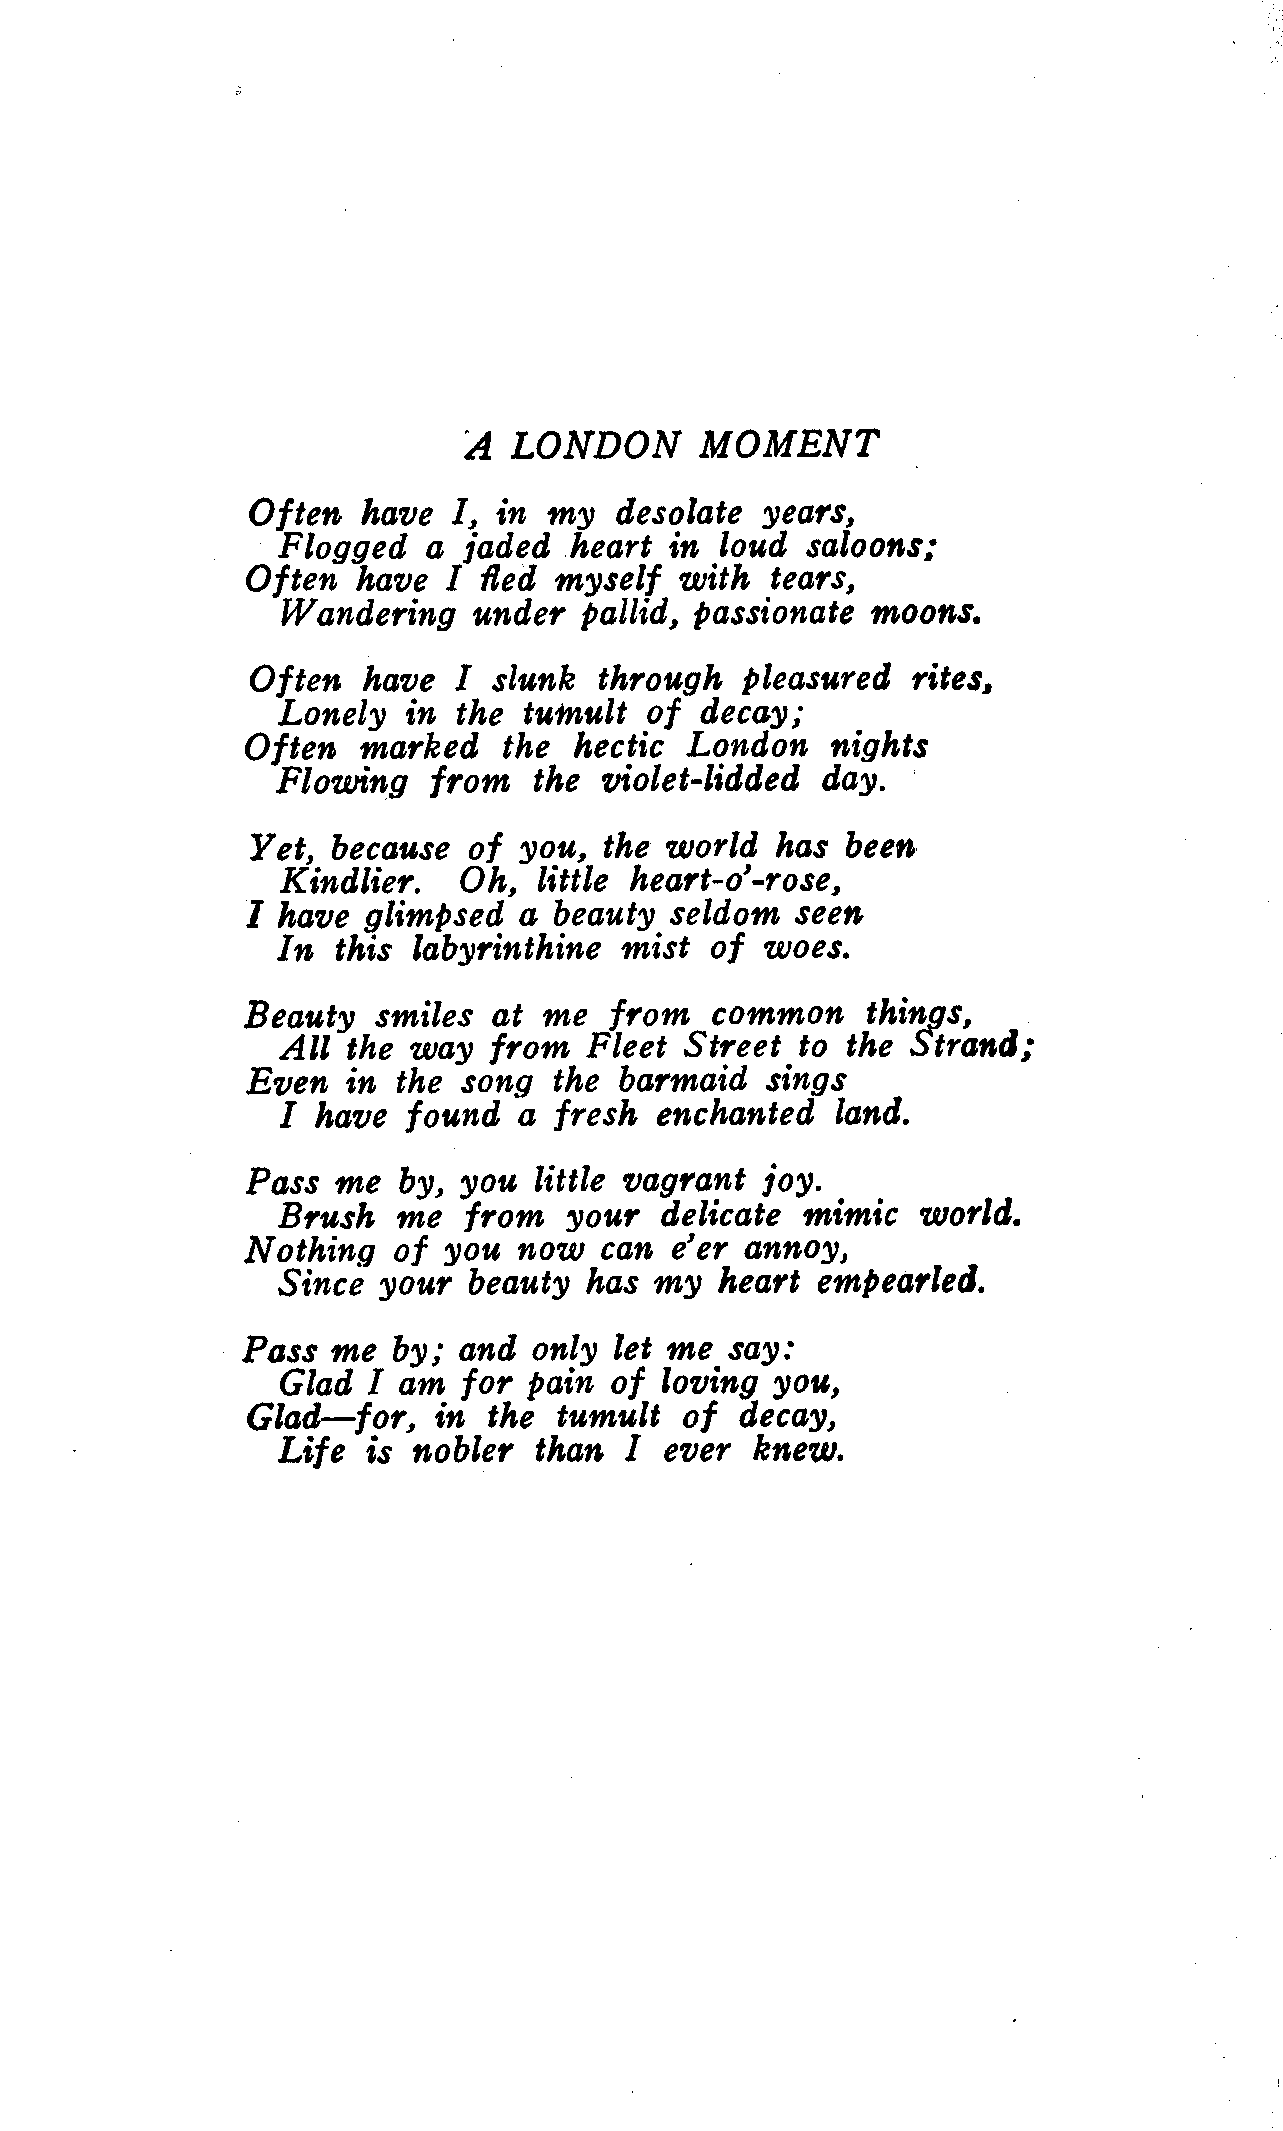 A LONDON MOMENT
Often have I, in my desolate years,
Flogged a jaded heart in loud saloons;
Often have I fled myself with tears,
Wandering under pallid, passionate moons.
Often have I slunk through pleasured rites,
Lonely in the tumult of decay;
Often marked the hectic London nights
Flowing from the violet-lidded day.
Yet, because of you, the world has been
Kindlier. Oh, little heart-o'-rose,
I have glimpsed a beauty seldom seen
In this labyrinthine mist of woes.
Beauty smiles at me from common things,
All the way from Fleet Street to the Strand;
Even in the song the barmaid sings
I have found a fresh enchanted land.
Pass me by, you little vagrant joy.
Brush me from your delicate mimic world.
Nothing of you now can e'er annoy,
Since your beauty has my heart empearled.
Pass me by; and only let me say:
Glad I am for pain of loving you,
Glad—for, in the tumult of decay,
Life is nobler than I ever knew.